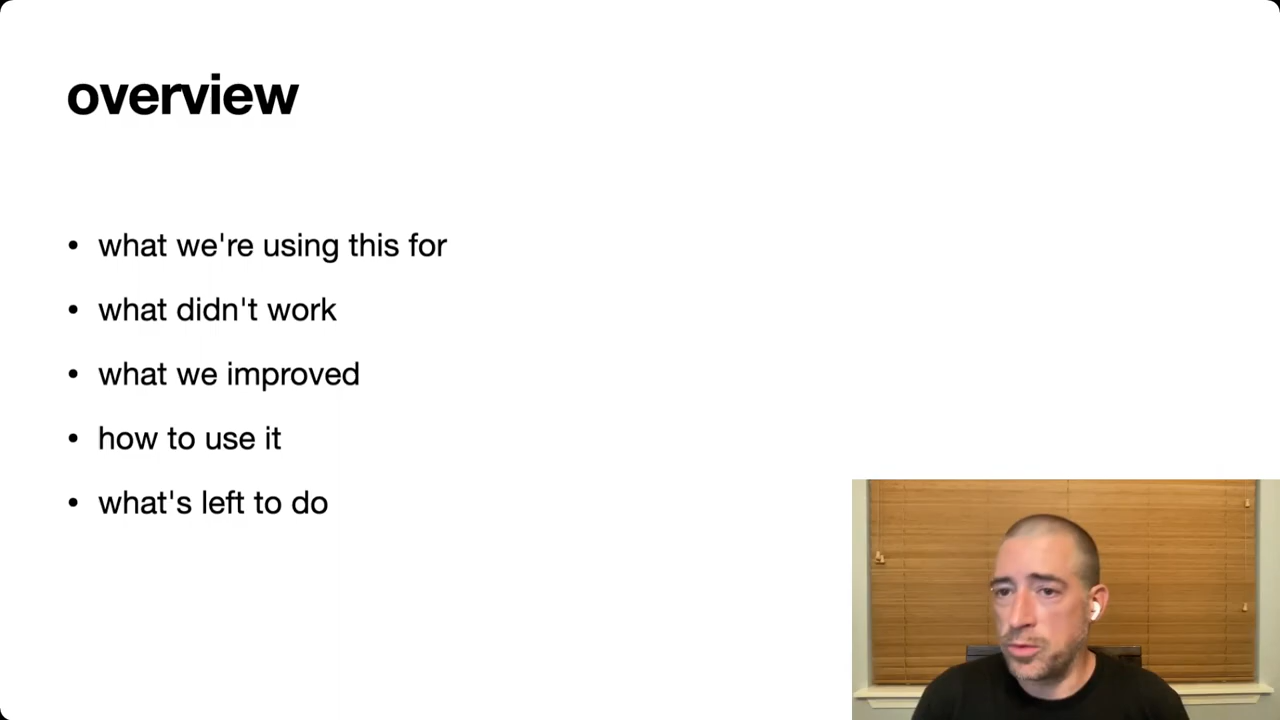 overview
• what we're using this for
• what didn't work
• what we improved
• how to use it
• what's left to do